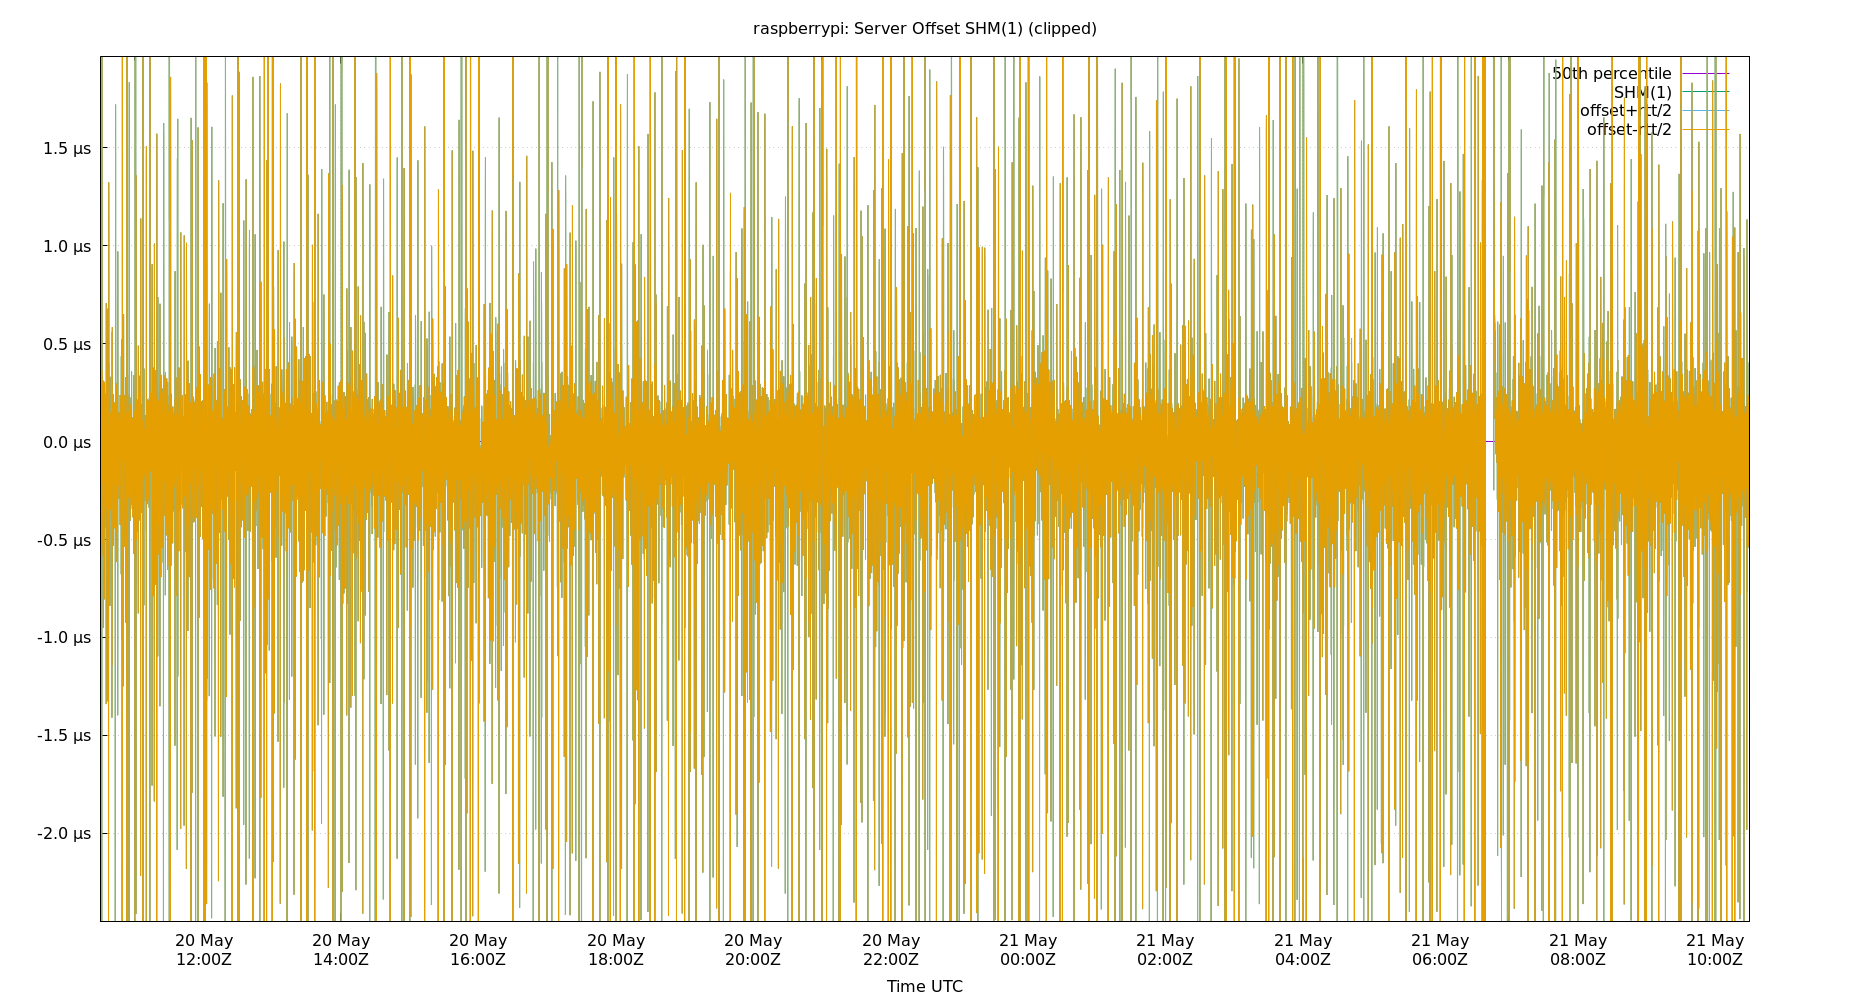 raspberrypi: Server Offset SHM(1) (clipped)
50th percentile
SHM(1)
offset+rtt/2
offset-rtt/2
1.5 µs
1.0 µs
0.5 µs
0.0 µs
-0.5 µs
-1.0 µs
-1.5 µs
-2.0 µs
20 May 20 May 20 May 20 May 20 May 20 May 21 May 21 May 21 May 21 May 21 May 21 May
12:00Z 14:00Z 16:00Z 18:00Z 20:00Z 22:00Z 00:00Z 02:00Z 04:00Z 06:00Z 08:00Z 10:00Z
Time UTC